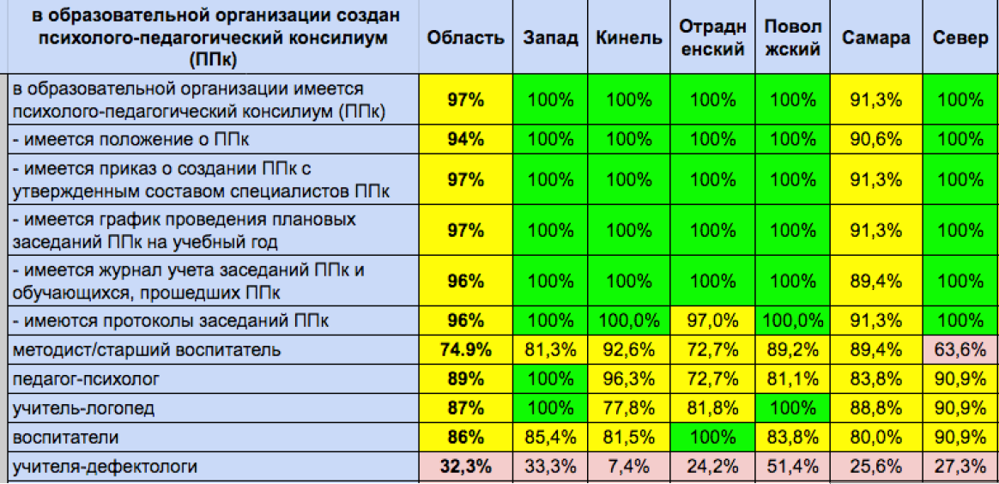 в образовательной организации создан психолого-педагогический консилиум (ППк) Область Запад Кинель Отрадненский Поволжский Самара Север
в образовательной организации имеется
психолого-педагогический консилиум (ППк) 97% 100% 100% 100% 100% 91,3% 100%
- имеется положение о ППк 94% 100% 100% 100% 100% 90,6% 100%
- имеется приказ о создании ППк с
утвержденным составом специалистов ППк 97% 100% 100% 100% 100% 91,3% 100%
- имеется график проведения плановых
заседаний ППк на учебный год 97% 100% 100% 100% 100% 91,3% 100%
- имеется журнал учета заседаний ППк и
обучающихся, прошедших ППк 96% 100% 100% 100% 100% 89,4% 100%
- имеются протоколы заседаний ППк 96% 100% 100,0% 97,0% 100,0% 91,3% 100%
методист/старший воспитатель 74.9% 81,3% 92,6% 72,7% 89,2% 89,4% 63,6%
педагог-психолог 89% 100% 96,3% 72,7% 81,1% 83,8% 90,9%
учитель-логопед 87% 100% 77,8% 81,8% 100% 88,8% 90,9%
воспитатели 86% 85,4% 81,5% 100% 83,8% 80,0% 90,9%
учителя-дефектологи 32,3% 33,3% 7,4% 24,2% 51,4% 25,6% 27,3%